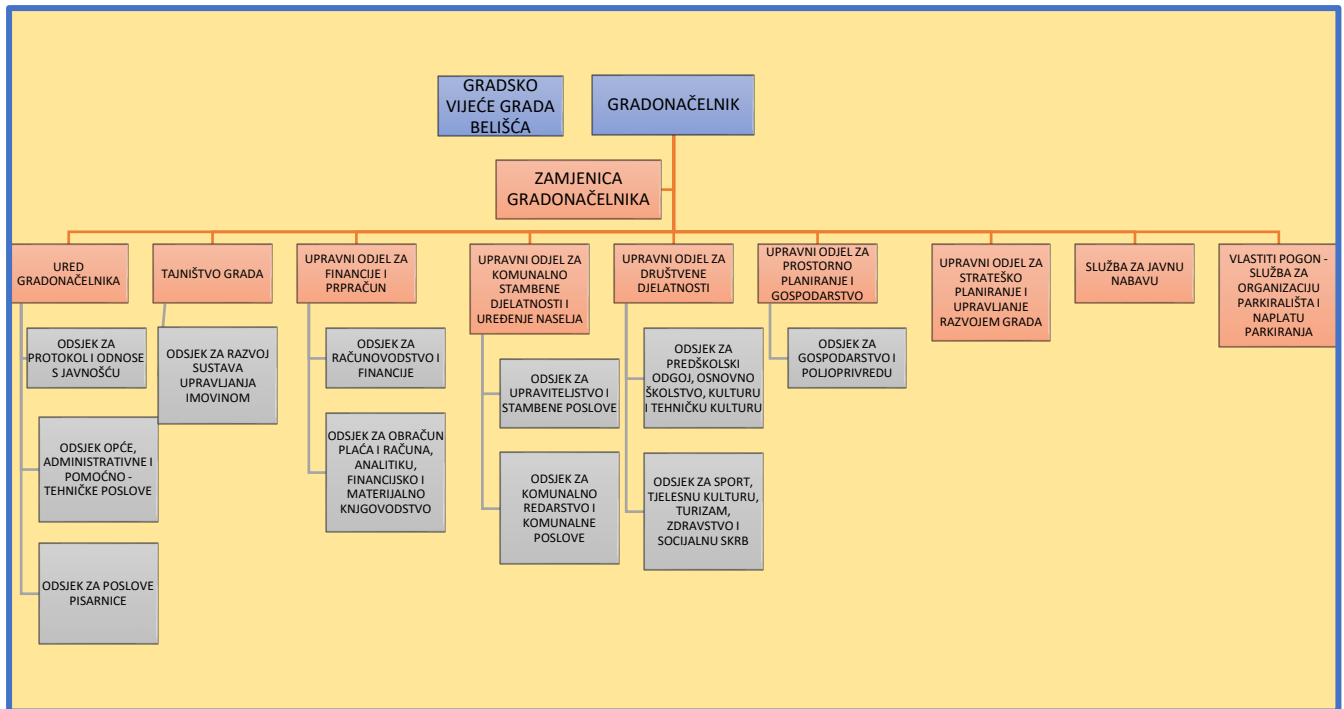 GRADSKO
VIJEĆE GRADA
BELIŠĆA
GRADONAČELNIK
ZAMJENICA
GRADONAČELNIKA
URED
GRADONAČELNIKA
TAJNIŠTVO GRADA
UPRAVNI ODJEL ZA
FINANCIJE I
PRPRAČUN
UPRAVNI ODJEL ZA
KOMUNALNO
STAMBENE
DJELATNOSTI I
UREĐENJE NASELJA
UPRAVNI ODJEL ZA
DRUŠTVENE
DJELATNOSTI
UPRAVNI ODJEL ZA
PROSTORNO
PLANIRANJE I
GOSPODARSTVO
UPRAVNI ODJEL ZA
STRATEŠKO
PLANIRANJE I
UPRAVLJANJE
RAZVOJEM GRADA
SLUŽBA ZA JAVNU
NABAVU
VLASTITI POGON -
SLUŽBA ZA
ORGANIZACIJU
PARKIRALIŠTA I
NAPLATU
PARKIRANJA
ODSJEK ZA
PROTOKOL I ODNOSE
S JAVNOŠĆU
ODSJEK OPĆE,
ADMINISTRATIVNE I
POMOĆNO -
TEHNIČKE POSLOVE
ODSJEK ZA POSLOVE
PISARNICE
ODSJEK ZA RAZVOJ
SUSTAVA
UPRAVLJANJA
IMOVINOM
ODSJEK ZA
RAČUNOVODSTVO I
FINANCIJE
ODSJEK ZA OBRAČUN
PLAĆA I RAČUNA,
ANALITIKU,
FINANCIJSKO I
MATERIJALNO
KNJGOVODSTVO
ODSJEK ZA
UPRAVITELJSTVO I
STAMBENE POSLOVE
ODSJEK ZA
KOMUNALNO
REDARSTVO I
KOMUNALNE
POSLOVE
ODSJEK ZA
PREDŠKOLSKI
ODGOJ, OSNOVNO
ŠKOLSTVO, KULTURU
I TEHNIČKU KULTURU
ODSJEK ZA SPORT,
TJELESNU KULTURU,
TURIZAM,
ZDRAVSTVO I
SOCIJALNU SKRB
ODSJEK ZA
GOSPODARSTVO I
POLJOPRIVREDU